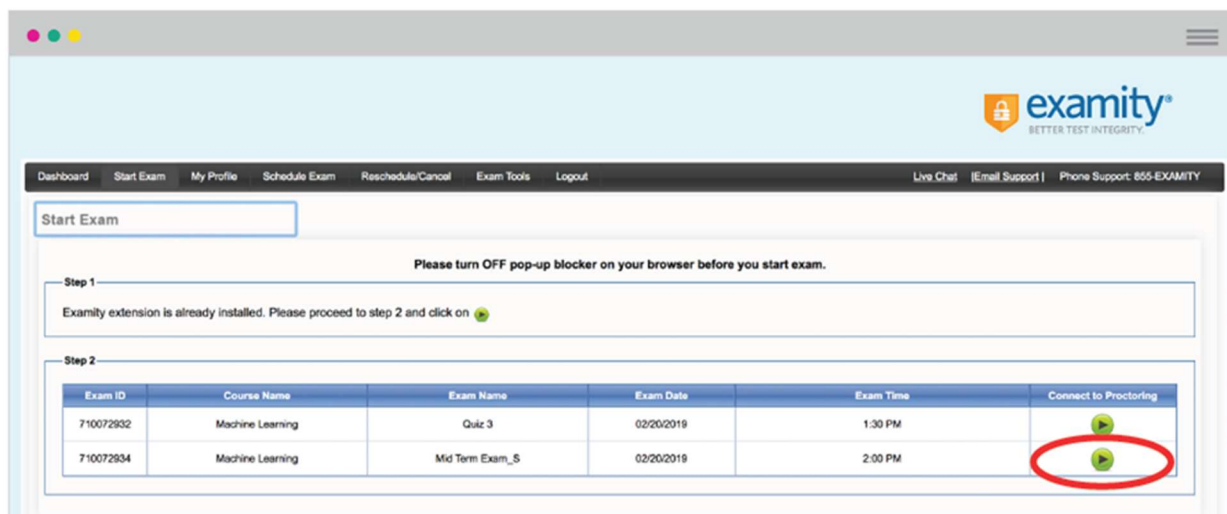 examity®
BETTER TEST INTEGRITY.
Dashboard Start Exam My Profile Schedule Exam Reschedule/Cancel Exam Tools Logout Live Chat |Email Support| Phone Support: 855-EXAMITY
Start Exam
Please turn OFF pop-up blocker on your browser before you start exam.
Step 1
Examity extension is already installed. Please proceed to step 2 and click on
Step 2
Exam ID Course Name Exam Name Exam Date Exam Time Connect to Proctoring
710072932 Machine Learning Quiz 3 02/20/2019 1:30 PM
710072934 Machine Learning Mid Term Exam_S 02/20/2019 2:00 PM